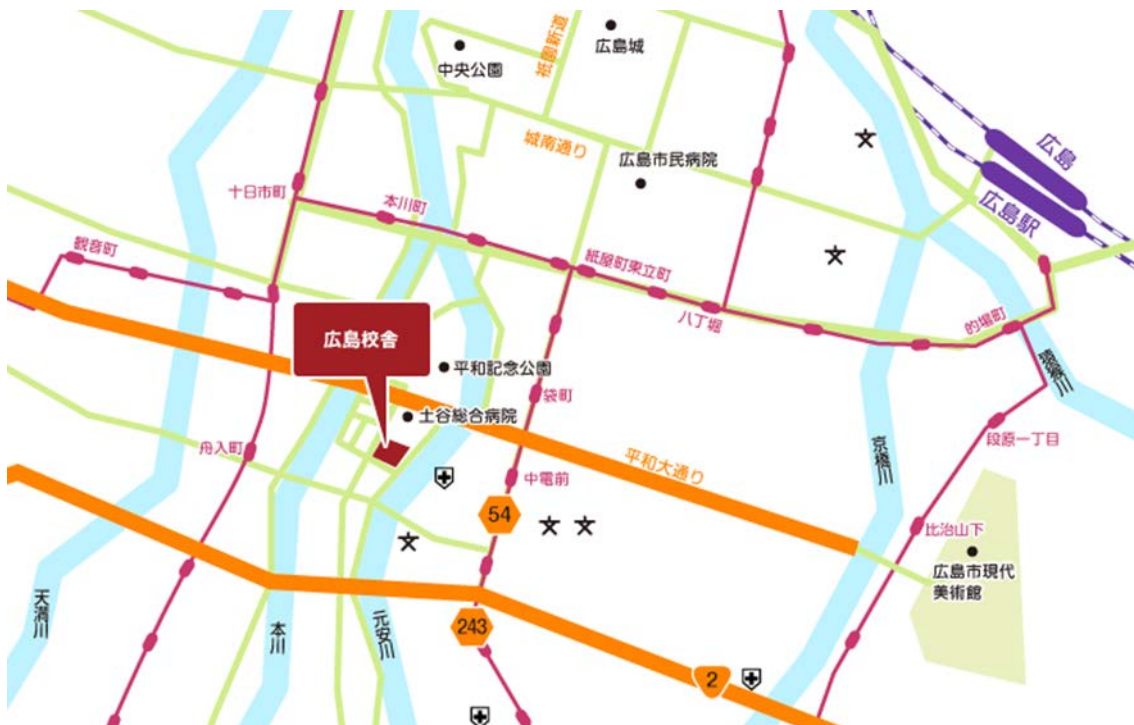 祇園新道
広島城
中央公園
広島
城南通り
広島市民病院
広島駅
十日市町
本川町
観音町
紙屋町東立町
八丁堀
的場町
広島校舎
平和記念公園
猿猴川
袋町
土谷総合病院
段原一丁目
舟入町
京橋川
平和大通り
中電前
54
比治山下
広島市現代
美術館
天満川
本川
元安川
243
2